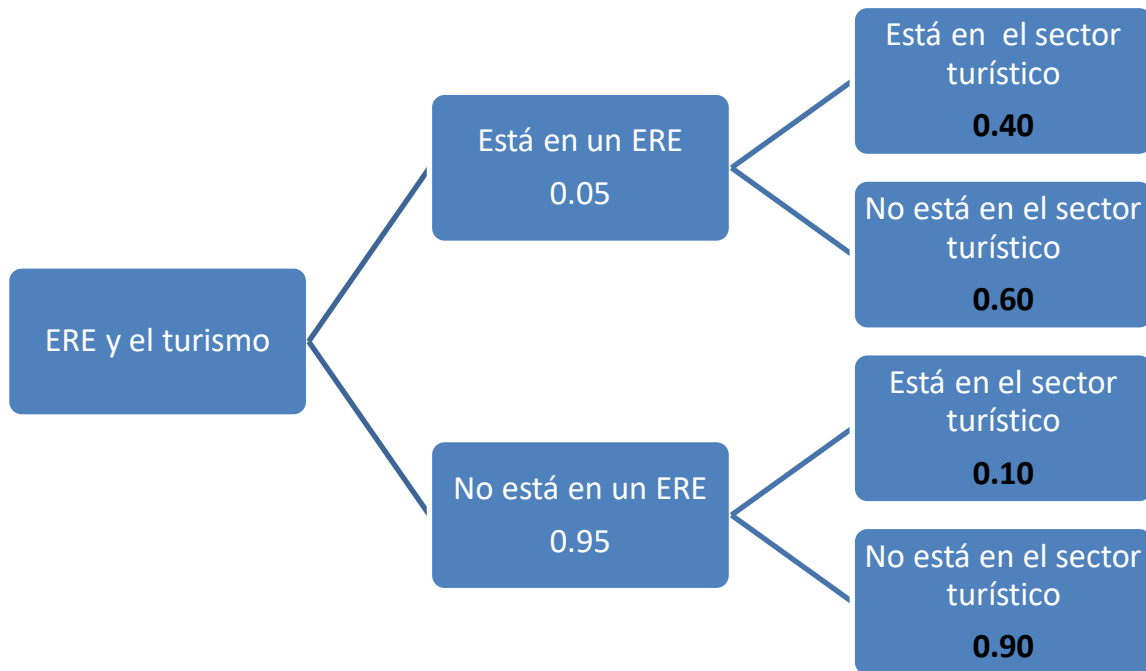 ERE y el turismo
Está en un ERE
0.05
Está en el sector
turístico
0.40
No está en el sector
turístico
0.60
No está en un ERE
0.95
Está en el sector
turístico
0.10
No está en el sector
turístico
0.90